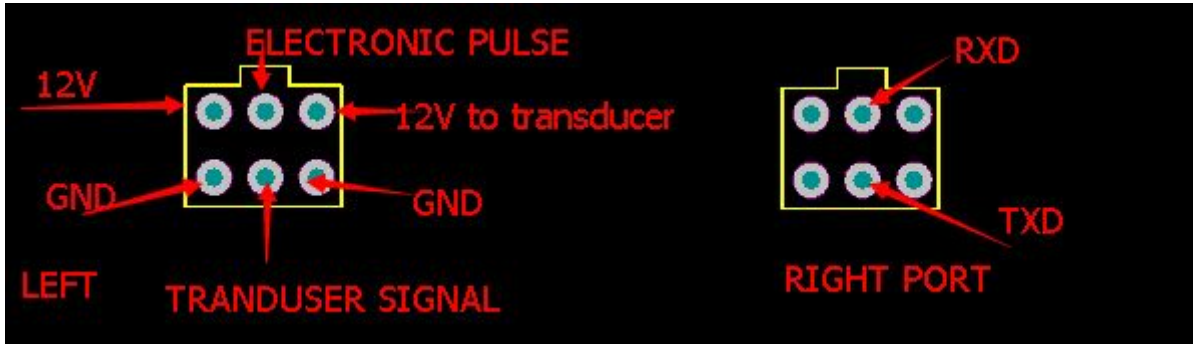 ELECTRONIC PULSE
12V
12V to transducer
GND
GND
LEFT
TRANDUSER SIGNAL
RXD
TXD
RIGHT PORT